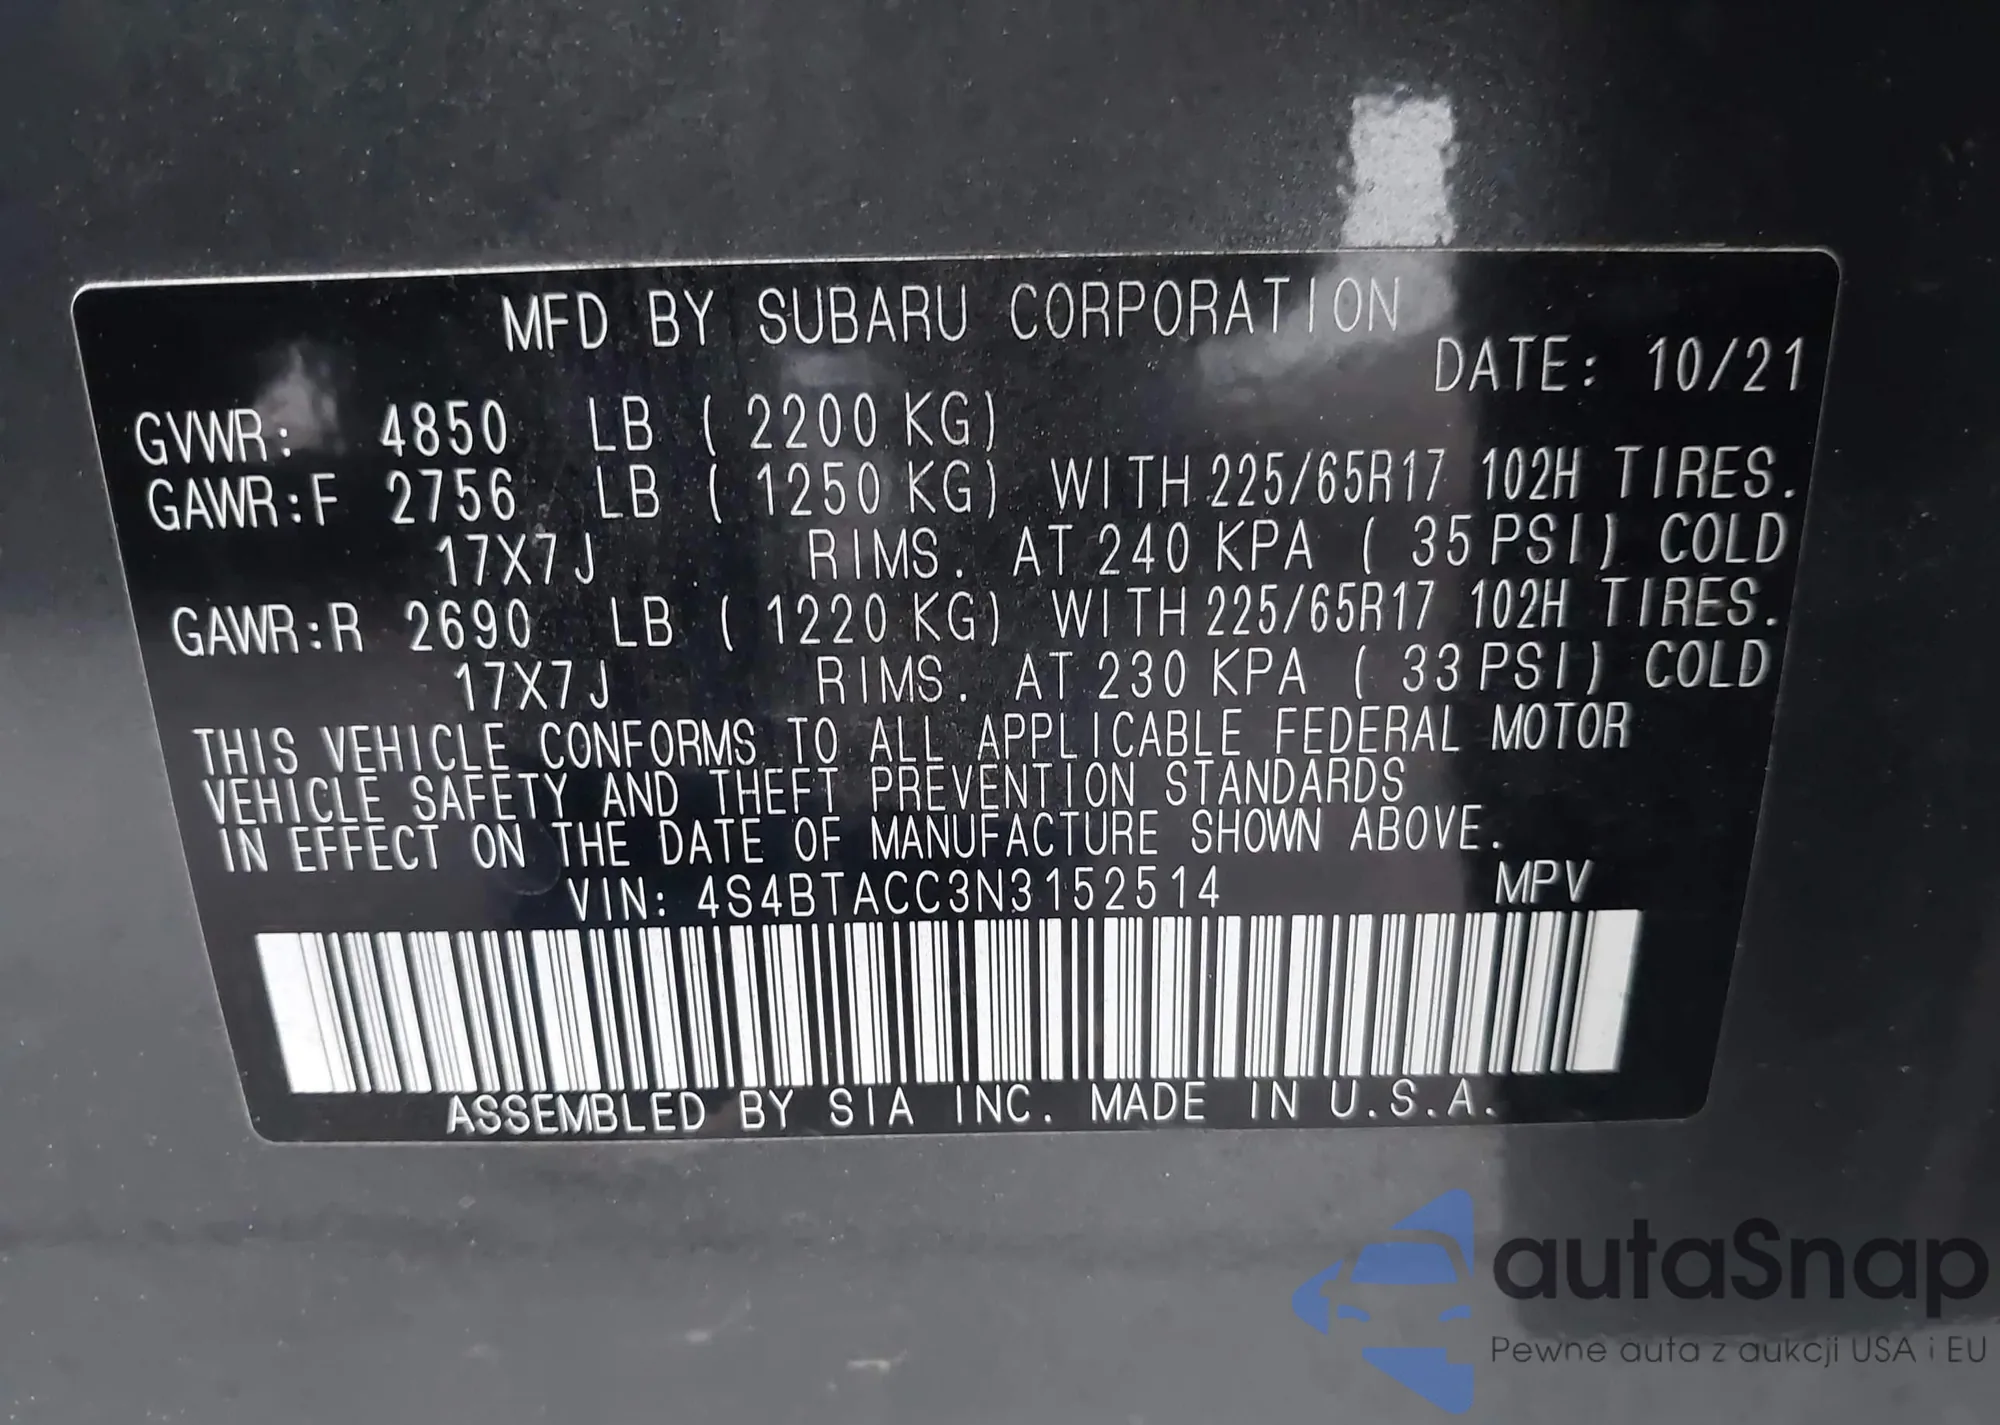 MFD BY SUBARU CORPORATION
DATE: 10/21
GVWR: 4850 LB ( 2200 KG)
GAWR:F 2756 LB ( 1250 KG) WITH 225/65R17 102H TIRES.
17X7J RIMS. AT 240 KPA ( 35 PSI) COLD
GAWR:R 2690 LB ( 1220 KG) WITH 225/65R17 102H TIRES.
17X7J RIMS. AT 230 KPA ( 33 PSI) COLD
THIS VEHICLE CONFORMS TO ALL APPLICABLE FEDERAL MOTOR
VEHICLE SAFETY AND THEFT PREVENTION STANDARDS
IN EFFECT ON THE DATE OF MANUFACTURE SHOWN ABOVE.
VIN: 4S4BTACC3N3152514 MPV
ASSEMBLED BY SIA INC. MADE IN U.S.A.
autaSnap
Pewne auta z aukcji USA i EU